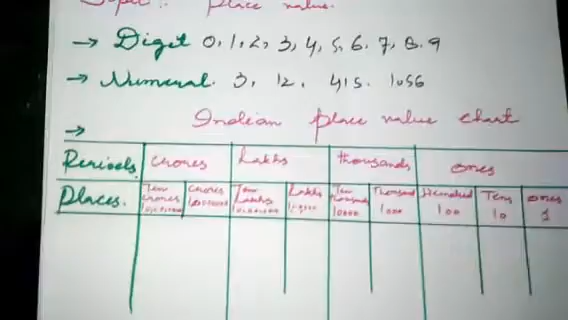 Topic : Place value.
→ Digit 0, 1, 2, 3, 4, 5, 6, 7, 8, 9
→ Numeral. 3, 12, 415. 1056
→ Indian place value chart
Periods. Crores Lakhs thousands ones
Places. Ten Crores Crores Ten Lakhs Lakhs Ten thousand Thousand Hundred Tens ones
10000 1000 100 10 1